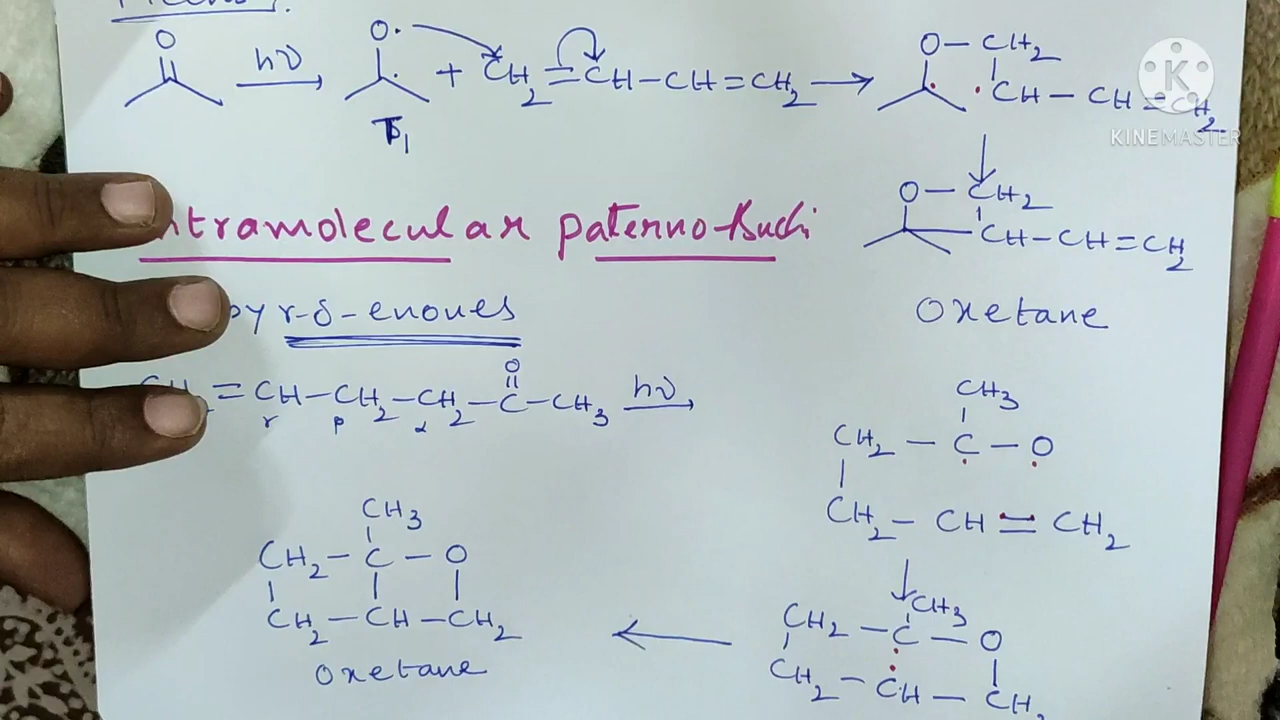 O O· O—CH₂
hν → · + CH₂=CH—CH=CH₂ → · ·CH—CH=CH₂
T₁
K
KINEMASTER
O—CH₂
CH—CH=CH₂
Oxetane
ntramolecular paterno-Buchi
by r-δ-enones
O
=CH—CH₂—CH₂—C—CH₃ hν
r β α
CH₃
CH₂—C—O
CH₂—CH=CH₂
CH₃
CH₂—C—O
CH₂—CH—CH₂
CH₃
CH₂—C—O
CH₂—CH—CH₂
Oxetane